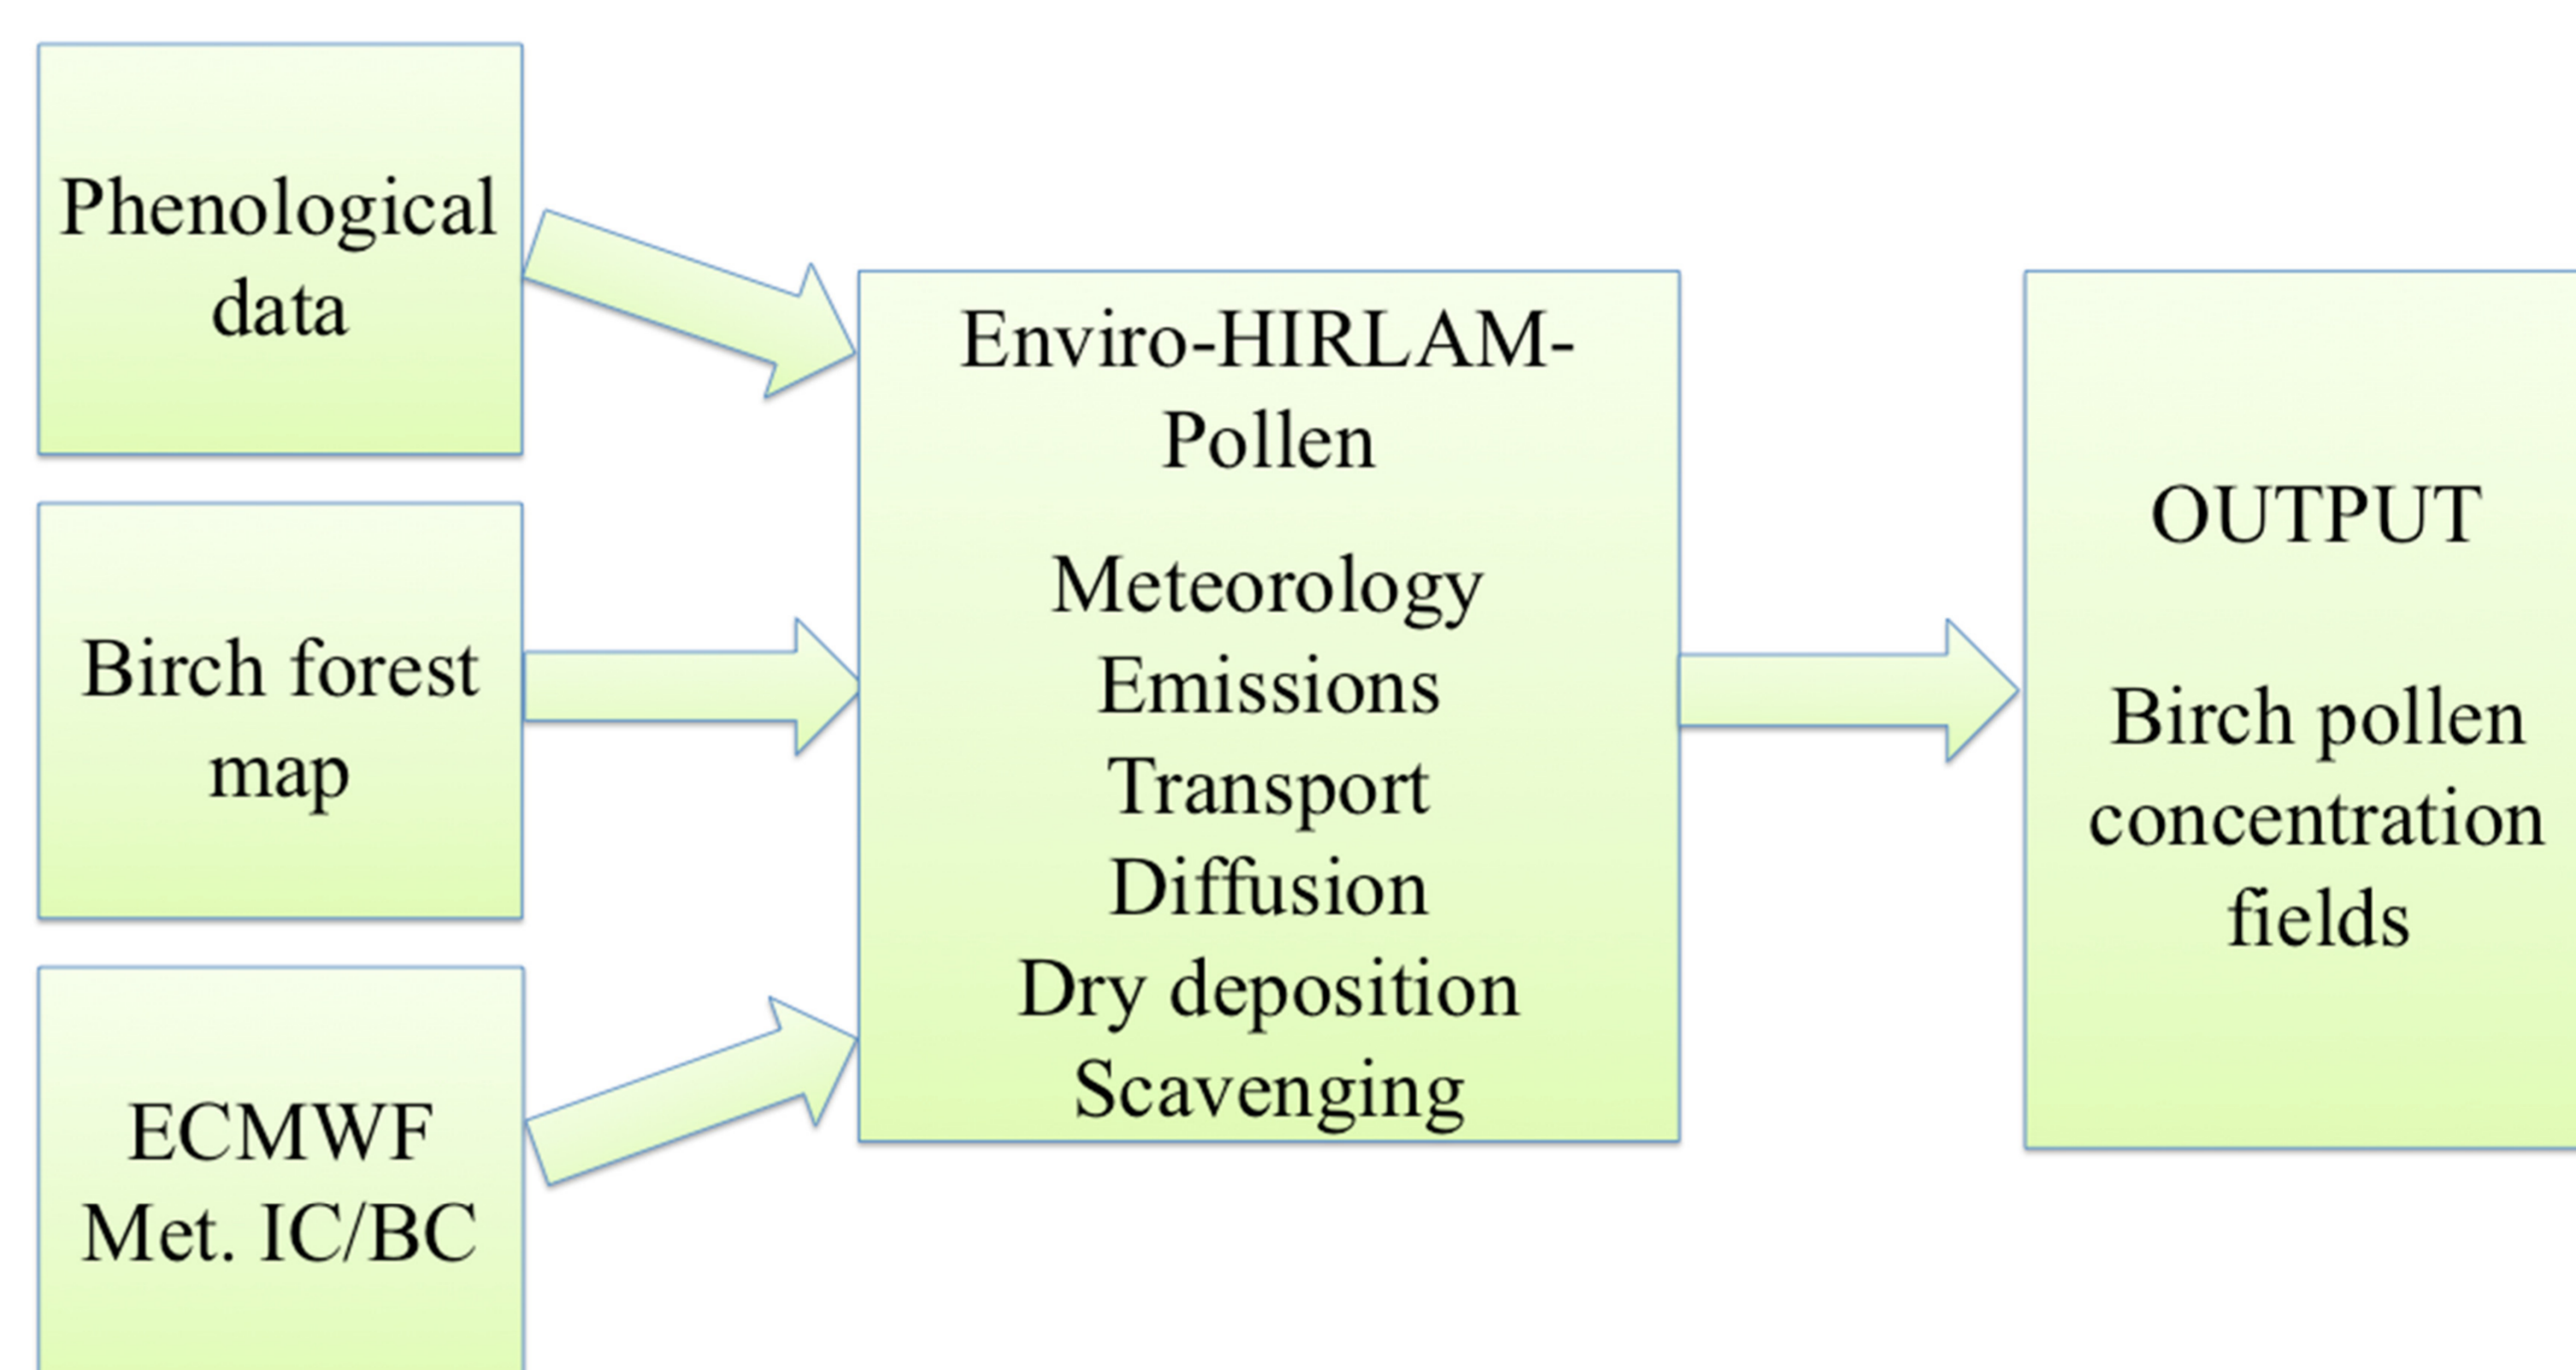 Phenological
data
Birch forest
map
ECMWF
Met. IC/BC
Enviro-HIRLAM-
Pollen
Meteorology
Emissions
Transport
Diffusion
Dry deposition
Scavenging
OUTPUT
Birch pollen
concentration
fields